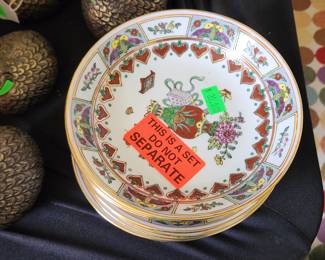 THIS IS A SET
DO NOT
SEPARATE